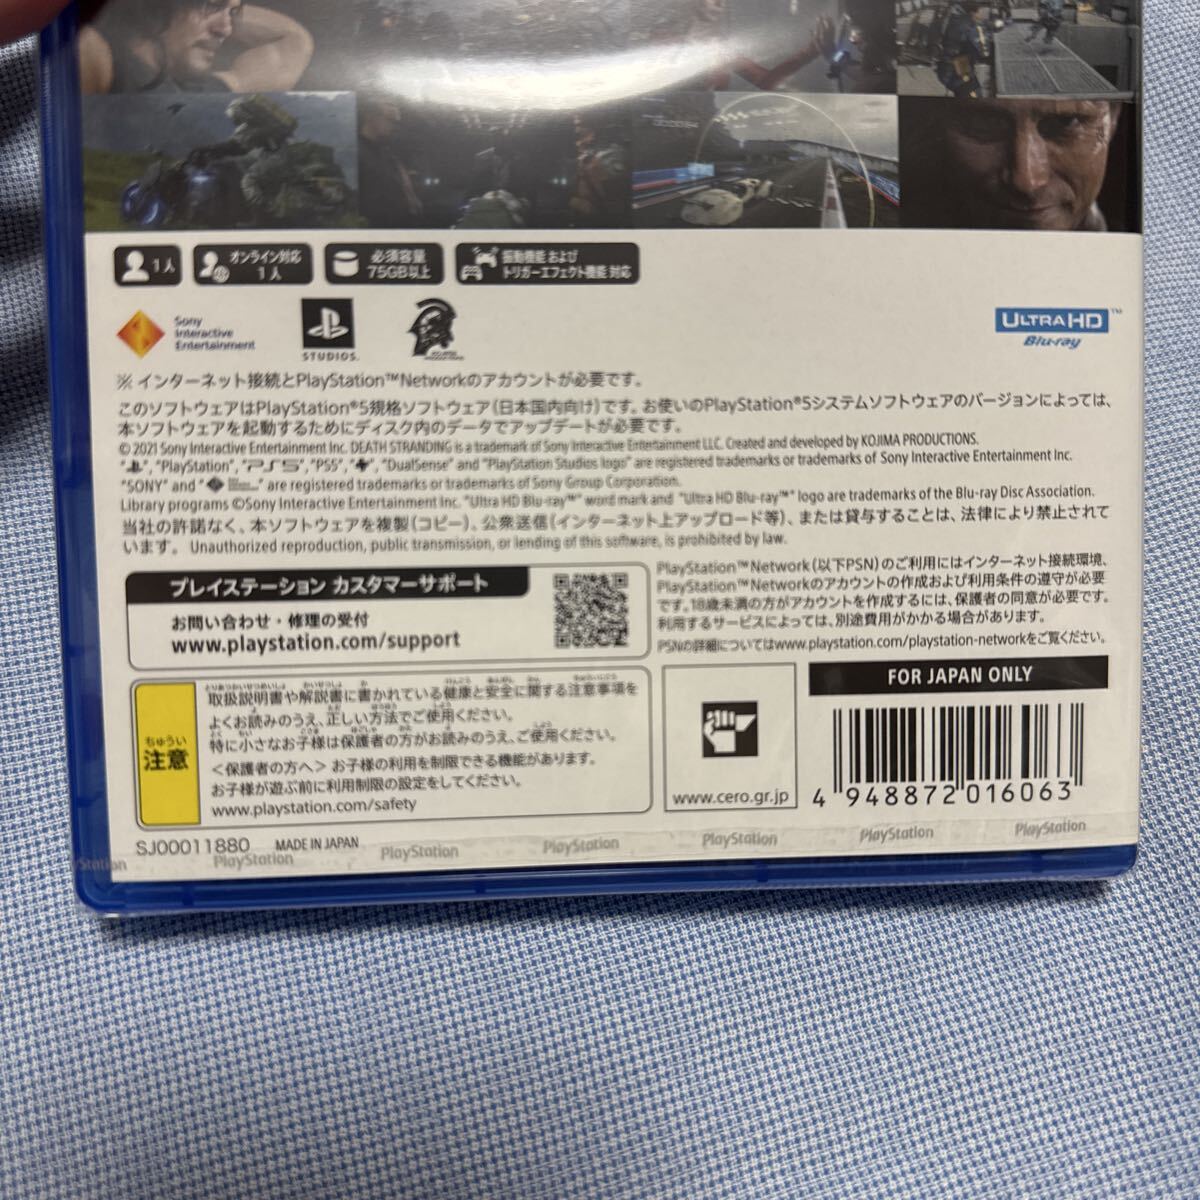 1人
オンライン対応
1人
必須容量
75GB以上
振動機能 および
トリガーエフェクト機能 対応
Sony
Interactive
Entertainment
STUDIOS.
ULTRA HD™
Blu-ray
※ インターネット接続とPlayStation™Networkのアカウントが必要です。
このソフトウェアはPlayStation®5規格ソフトウェア(日本国内向け)です。お使いのPlayStation®5システムソフトウェアのバージョンによっては、
本ソフトウェアを起動するためにディスク内のデータでアップデートが必要です。
© 2021 Sony Interactive Entertainment Inc. DEATH STRANDING is a trademark of Sony Interactive Entertainment LLC. Created and developed by KOJIMA PRODUCTIONS.
" ", "PlayStation", "PS5", "PS5", " ", "DualSense" and "PlayStation Studios logo" are registered trademarks or trademarks of Sony Interactive Entertainment Inc.
"SONY" and " " are registered trademarks or trademarks of Sony Group Corporation.
Library programs ©Sony Interactive Entertainment Inc. "Ultra HD Blu-ray™" word mark and "Ultra HD Blu-ray™" logo are trademarks of the Blu-ray Disc Association.
当社の許諾なく、本ソフトウェアを複製(コピー)、公衆送信(インターネット上アップロード等)、または貸与することは、法律により禁止されて
います。 Unauthorized reproduction, public transmission, or lending of this software, is prohibited by law.
プレイステーション カスタマーサポート
お問い合わせ・修理の受付
www.playstation.com/support
PlayStation™Network(以下PSN)のご利用にはインターネット接続環境、
PlayStation™Networkのアカウントの作成および利用条件の遵守が必要
です。18歳未満の方がアカウントを作成するには、保護者の同意が必要です。
利用するサービスによっては、別途費用がかかる場合があります。
PSNの詳細についてはwww.playstation.com/playstation-networkをご覧ください。
ちゅうい
注意
取扱説明書や解説書に書かれている健康と安全に関する注意事項を
よくお読みのうえ、正しい方法でご使用ください。
特に小さなお子様は保護者の方がお読みのうえ、ご使用ください。
<保護者の方へ> お子様の利用を制限できる機能があります。
お子様が遊ぶ前に利用制限の設定をしてください。
www.playstation.com/safety
www.cero.gr.jp
FOR JAPAN ONLY
4 948872 016063
SJ00011880 MADE IN JAPAN
PlayStation PlayStation PlayStation PlayStation PlayStation PlayStation PlayStation